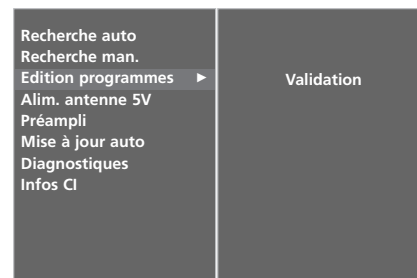 Recherche auto
Recherche man.
Edition programmes ►
Validation
Alim. antenne 5V
Préampli
Mise à jour auto
Diagnostiques
Infos CI